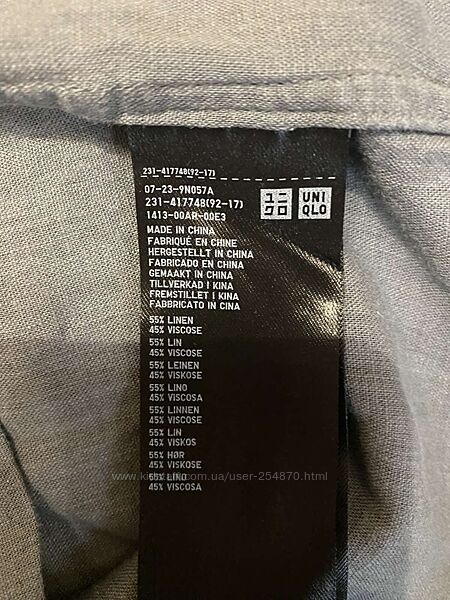 231-417748(92-17)
07-23-9N057A
231-417748(92-17)
1413-00AR-00E3
ユニ
クロ
UNI
QLO
MADE IN CHINA
FABRIQUÉ EN CHINE
HERGESTELLT IN CHINA
FABRICADO EN CHINA
GEMAAKT IN CHINA
TILLVERKAD I KINA
FREMSTILLET I KINA
FABBRICATO IN CINA
55% LINEN
45% VISCOSE
55% LIN
45% VISCOSE
55% LEINEN
45% VISKOSE
55% LINO
45% VISCOSA
55% LINNEN
45% VISCOSE
55% LIN
45% VISKOS
55% HØR
45% VISKOSE
55% LINO
45% VISCOSA